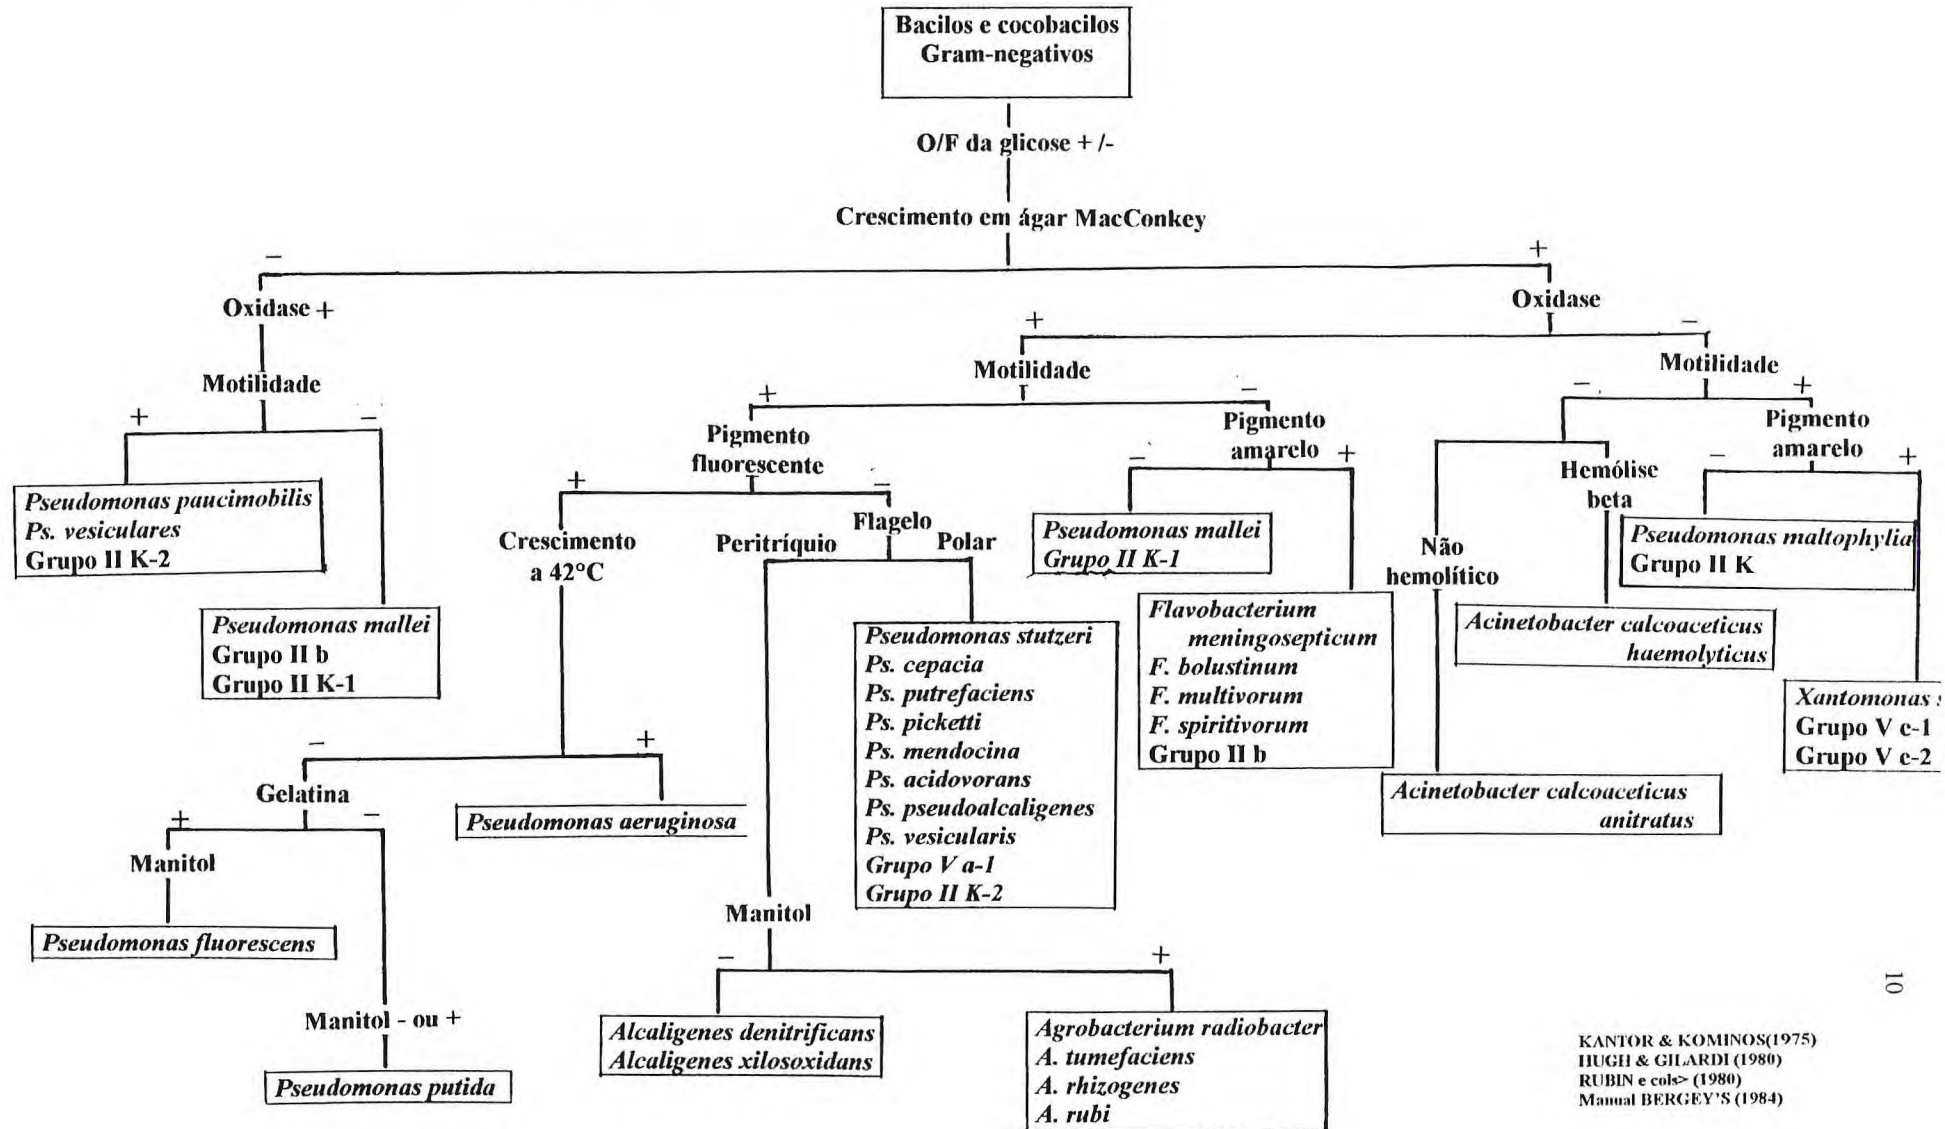 Bacilos e cocobacilos
Gram-negativos
O/F da glicose + /-
Crescimento em ágar MacConkey
−
+
Oxidase +
Oxidase
+
−
Motilidade
Motilidade
Motilidade
+
−
+
−
−
+
Pigmento
fluorescente
Pigmento
amarelo
Pigmento
amarelo
+
−
−
+
−
+
Pseudomonas paucimobilis
Ps. vesiculares
Grupo II K-2
Pseudomonas mallei
Grupo II b
Grupo II K-1
Crescimento
a 42°C
Flagelo
Peritríquio
Polar
Pseudomonas mallei
Grupo II K-1
Não
hemolítico
Hemólise
beta
Pseudomonas maltophylia
Grupo II K
Flavobacterium
meningosepticum
F. bolustinum
F. multivorum
F. spiritivorum
Grupo II b
Acinetobacter calcoaceticus
haemolyticus
Pseudomonas stutzeri
Ps. cepacia
Ps. putrefaciens
Ps. picketti
Ps. mendocina
Ps. acidovorans
Ps. pseudoalcaligenes
Ps. vesicularis
Grupo V a-1
Grupo II K-2
Xantomonas
Grupo V c-1
Grupo V c-2
−
+
Gelatina
+
−
Pseudomonas aeruginosa
Acinetobacter calcoaceticus
anitratus
Manitol
Pseudomonas fluorescens
Manitol
−
+
Manitol - ou +
Pseudomonas putida
Alcaligenes denitrificans
Alcaligenes xilosoxidans
Agrobacterium radiobacter
A. tumefaciens
A. rhizogenes
A. rubi
10
KANTOR & KOMINOS(1975)
HUGH & GILARDI (1980)
RUBIN e cols> (1980)
Manual BERGEY'S (1984)